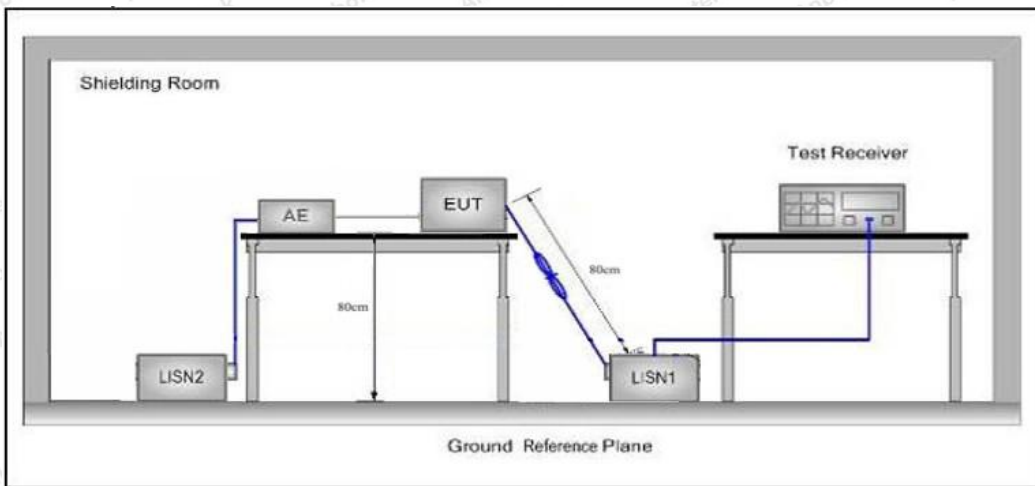 Shielding Room
Test Receiver
AE
EUT
80cm
80cm
LISN2
LISN1
Ground Reference Plane